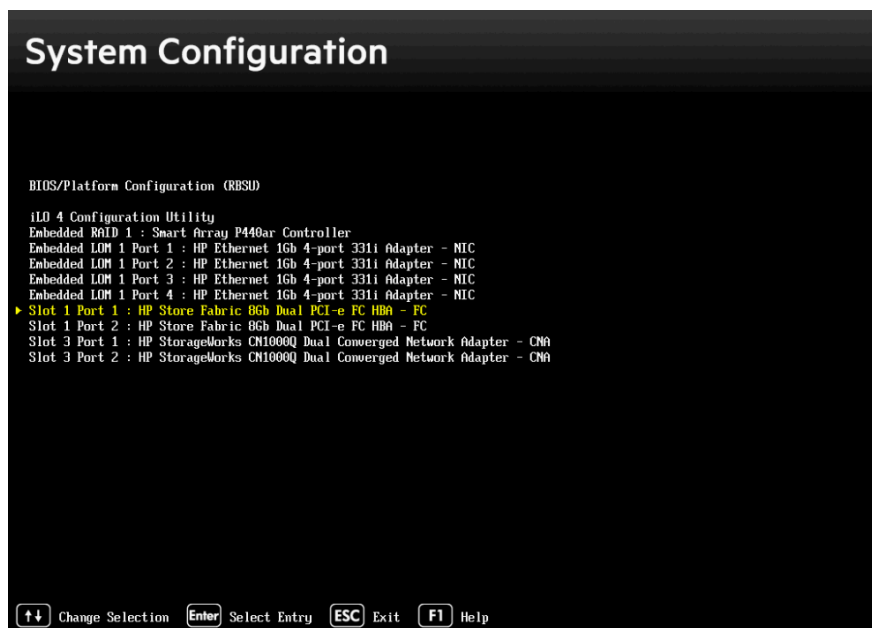 System Configuration
BIOS/Platform Configuration (RBSU)
iLO 4 Configuration Utility
Embedded RAID 1 : Smart Array P440ar Controller
Embedded LOM 1 Port 1 : HP Ethernet 1Gb 4-port 331i Adapter - NIC
Embedded LOM 1 Port 2 : HP Ethernet 1Gb 4-port 331i Adapter - NIC
Embedded LOM 1 Port 3 : HP Ethernet 1Gb 4-port 331i Adapter - NIC
Embedded LOM 1 Port 4 : HP Ethernet 1Gb 4-port 331i Adapter - NIC
Slot 1 Port 1 : HP Store Fabric 8Gb Dual PCI-e FC HBA - FC
Slot 1 Port 2 : HP Store Fabric 8Gb Dual PCI-e FC HBA - FC
Slot 3 Port 1 : HP StorageWorks CN1000Q Dual Converged Network Adapter - CNA
Slot 3 Port 2 : HP StorageWorks CN1000Q Dual Converged Network Adapter - CNA
↑↓ Change Selection Enter Select Entry ESC Exit F1 Help